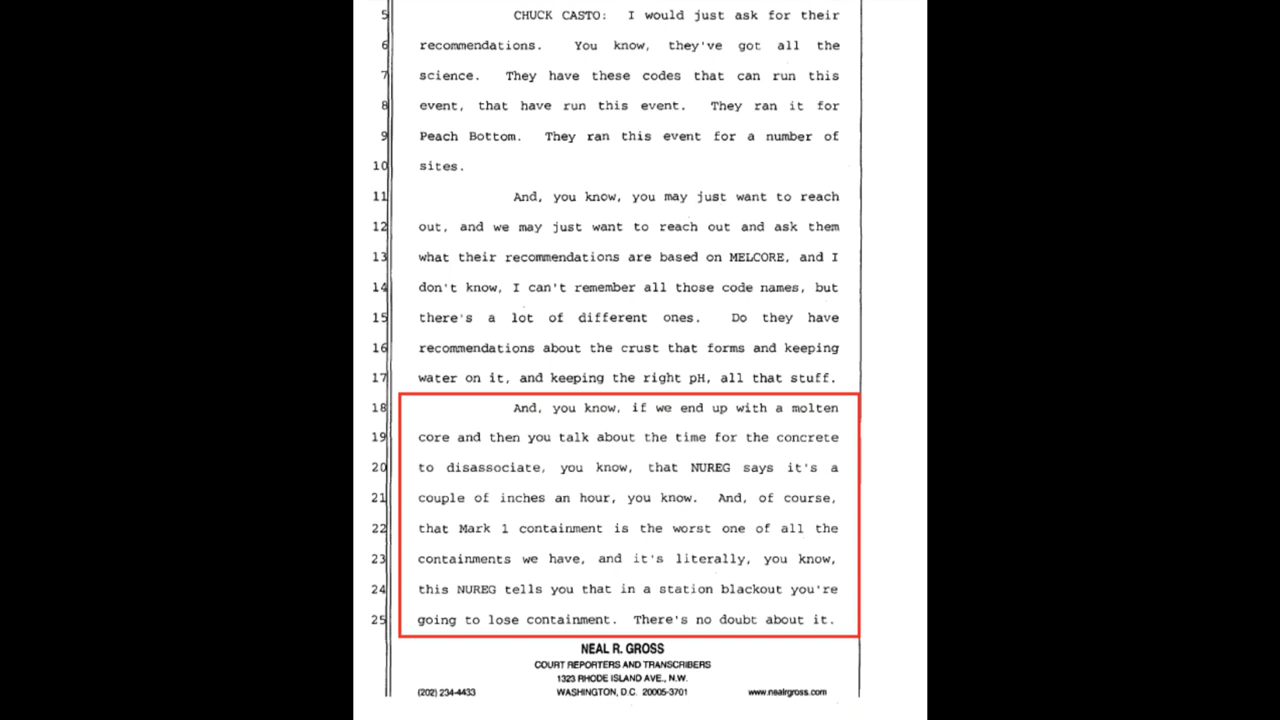 5 CHUCK CASTO: I would just ask for their
6 recommendations. You know, they've got all the
7 science. They have these codes that can run this
8 event, that have run this event. They ran it for
9 Peach Bottom. They ran this event for a number of
10 sites.
11 And, you know, you may just want to reach
12 out, and we may just want to reach out and ask them
13 what their recommendations are based on MELCORE, and I
14 don't know, I can't remember all those code names, but
15 there's a lot of different ones. Do they have
16 recommendations about the crust that forms and keeping
17 water on it, and keeping the right pH, all that stuff.
18 And, you know, if we end up with a molten
19 core and then you talk about the time for the concrete
20 to disassociate, you know, that NUREG says it's a
21 couple of inches an hour, you know. And, of course,
22 that Mark 1 containment is the worst one of all the
23 containments we have, and it's literally, you know,
24 this NUREG tells you that in a station blackout you're
25 going to lose containment. There's no doubt about it.
NEAL R. GROSS
COURT REPORTERS AND TRANSCRIBERS
1323 RHODE ISLAND AVE., N.W.
(202) 234-4433 WASHINGTON, D.C. 20005-3701 www.nealrgross.com